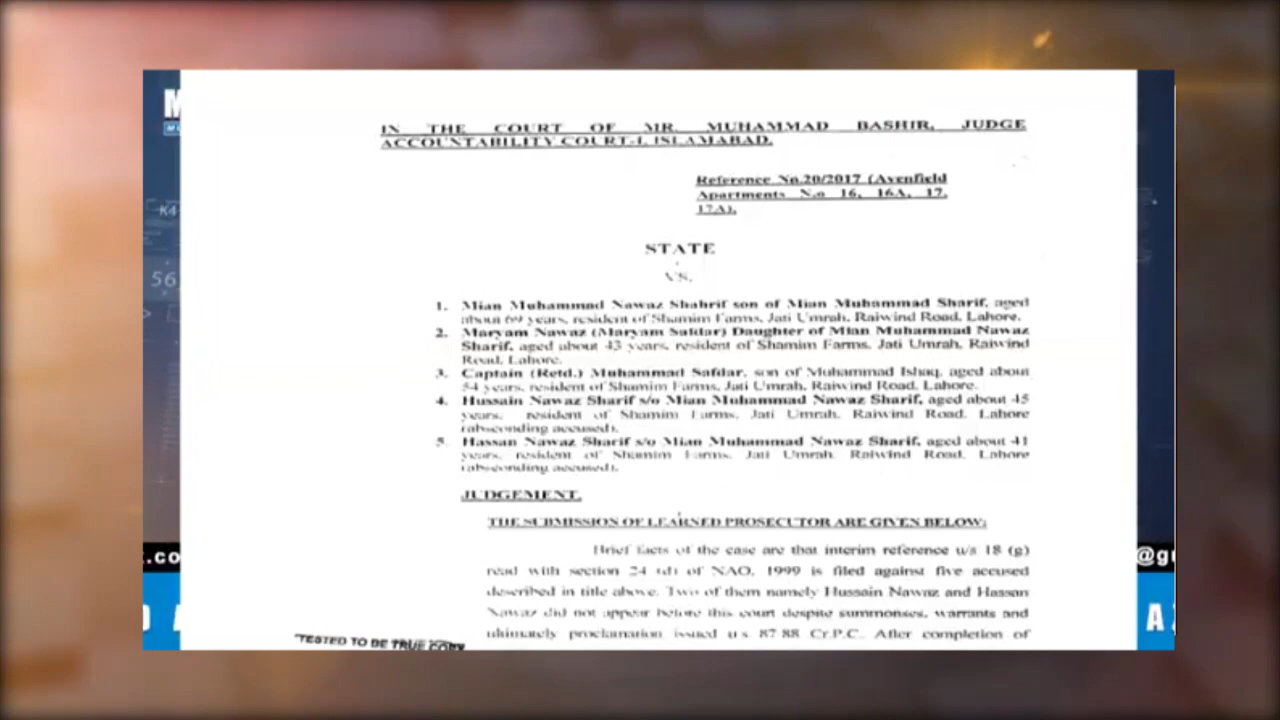 IN THE COURT OF MR. MUHAMMAD BASHIR, JUDGE
ACCOUNTABILITY COURT-I, ISLAMABAD.
Reference No.20/2017 (Avenfield
Apartments N.o 16, 16A, 17,
17A).
STATE
VS.
1. Mian Muhammad Nawaz Shahrif son of Mian Muhammad Sharif, aged
about 69 years, resident of Shamim Farms, Jati Umrah, Raiwind Road, Lahore.
2. Maryam Nawaz (Maryam Safdar) Daughter of Mian Muhammad Nawaz
Sharif, aged about 43 years, resident of Shamim Farms, Jati Umrah, Raiwind
Road, Lahore.
3. Captain (Retd.) Muhammad Safdar, son of Muhammad Ishaq, aged about
54 years, resident of Shamim Farms, Jati Umrah, Raiwind Road, Lahore.
4. Hussain Nawaz Sharif s/o Mian Muhammad Nawaz Sharif, aged about 45
years, resident of Shamim Farms, Jati Umrah, Raiwind Road, Lahore
(absconding accused).
5. Hassan Nawaz Sharif s/o Mian Muhammad Nawaz Sharif, aged about 41
years, resident of Shamim Farms, Jati Umrah, Raiwind Road, Lahore
(absconding accused).
JUDGEMENT.
THE SUBMISSION OF LEARNED PROSECUTOR ARE GIVEN BELOW:
Brief facts of the case are that interim reference u/s 18 (g)
read with section 24 (d) of NAO, 1999 is filed against five accused
described in title above. Two of them namely Hussain Nawaz and Hassan
Nawaz did not appear before this court despite summonses, warrants and
ultimately proclamation issued u/s 87/88 Cr.P.C. After completion of
TESTED TO BE TRUE COPY
K4
56
.co
@g
A